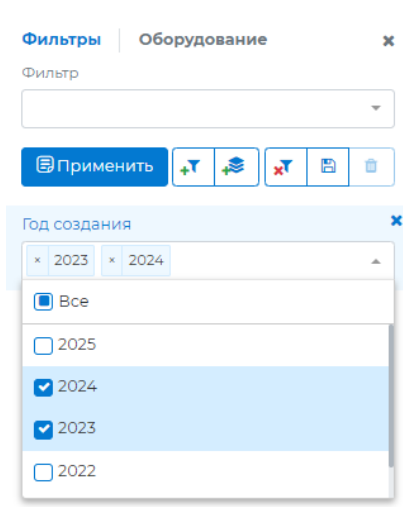 Фильтры Оборудование
Фильтр
Применить
Год создания
× 2023 × 2024
Все
2025
2024
2023
2022